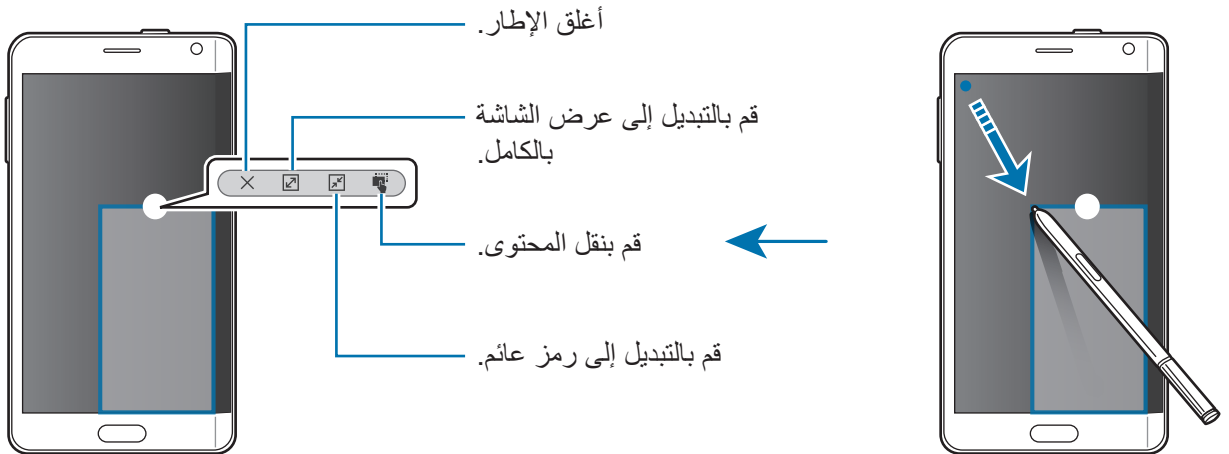 أغلق الإطار.
قم بالتبديل إلى عرض الشاشة
بالكامل.
قم بنقل المحتوى.
قم بالتبديل إلى رمز عائم.